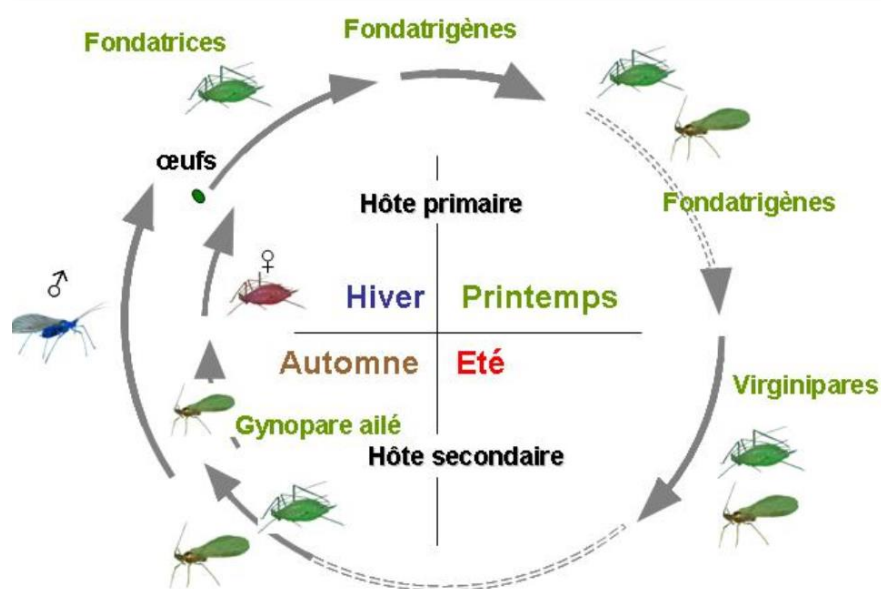 Fondatrices
Fondatrigènes
œufs
Hôte primaire
Fondatrigènes
♀
♂
Hiver
Printemps
Automne
Eté
Virginipares
Gynopare ailé
Hôte secondaire